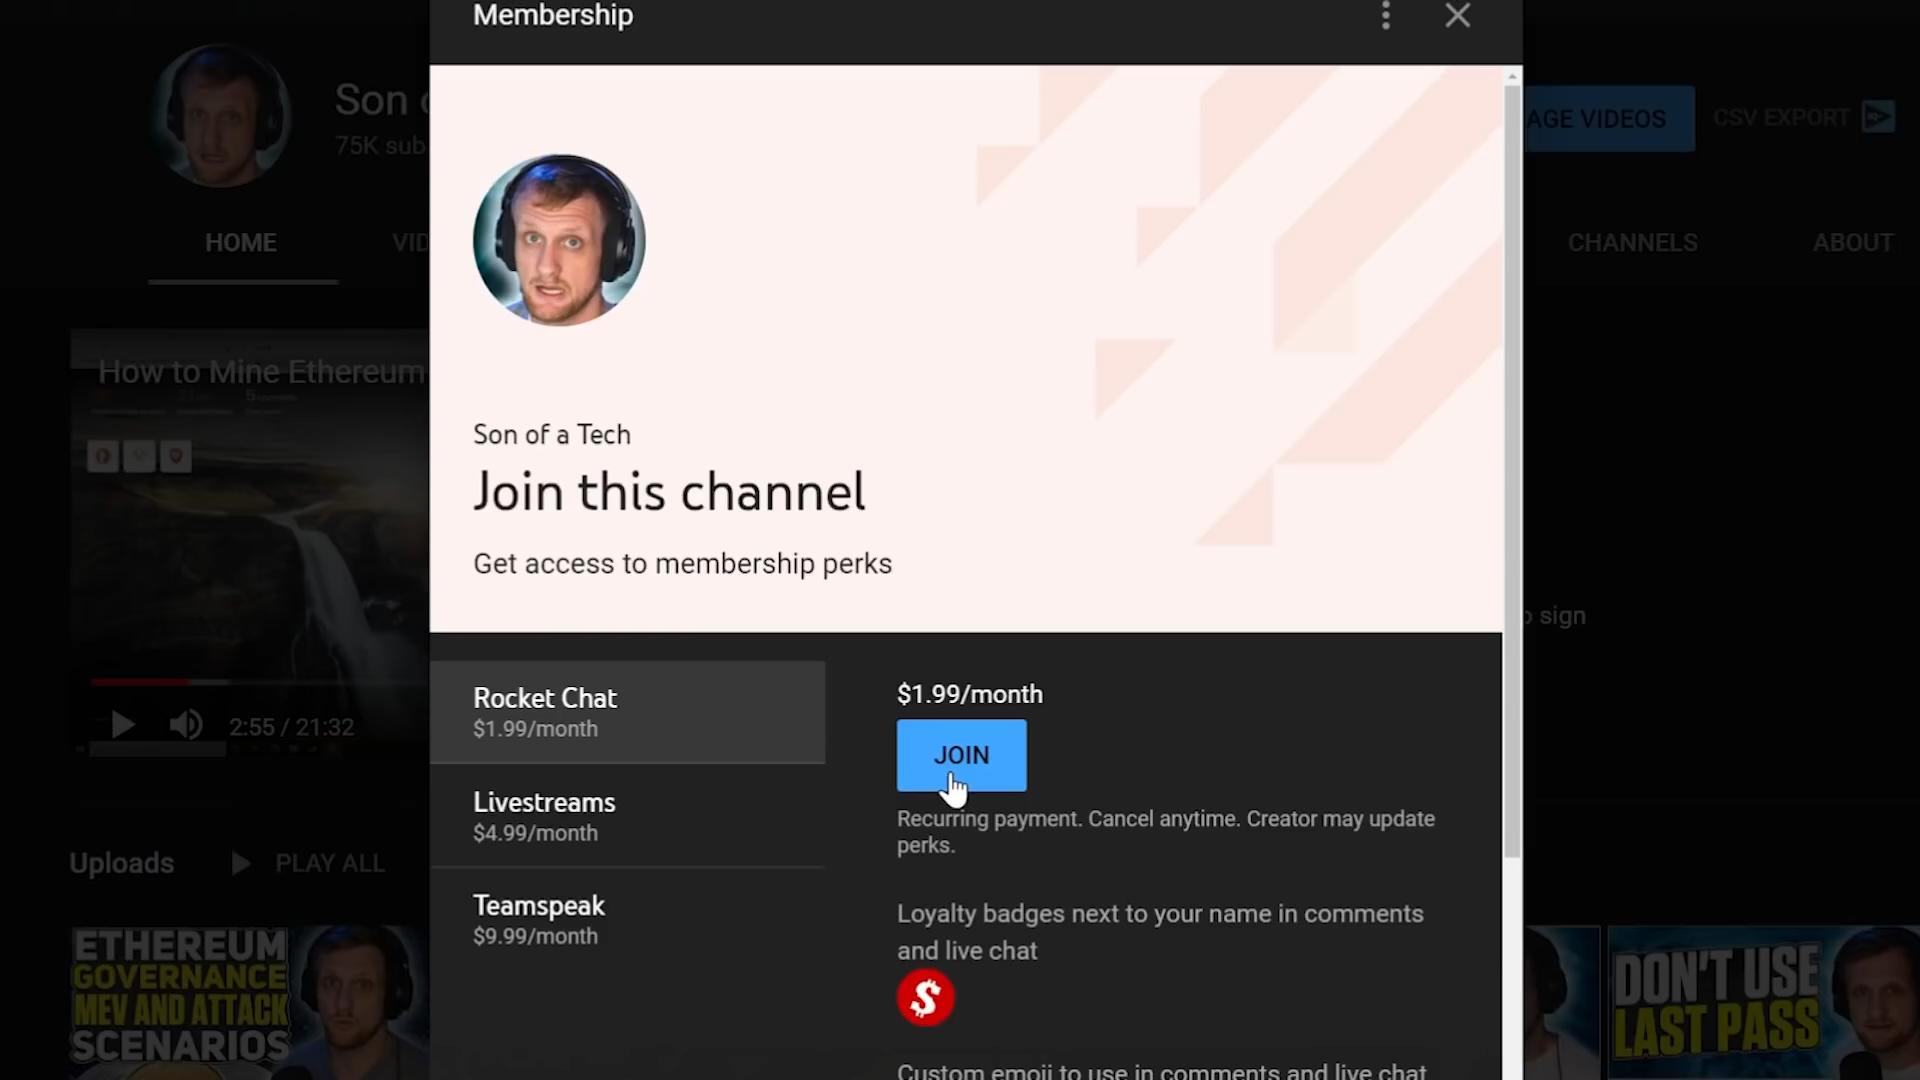 Membership
Son
75K sub
AGE VIDEOS
CSV EXPORT
HOME
VID
CHANNELS
ABOUT
How to Mine Ethereum
Son of a Tech
Join this channel
Get access to membership perks
sign
2:55 / 21:32
Rocket Chat
$1.99/month
Livestreams
$4.99/month
Teamspeak
$9.99/month
$1.99/month
JOIN
Recurring payment. Cancel anytime. Creator may update
perks.
Loyalty badges next to your name in comments
and live chat
$
Custom emoji to use in comments and live chat
Uploads
PLAY ALL
ETHEREUM
GOVERNANCE
MEV AND ATTACK
SCENARIOS
DON'T USE
LAST PASS